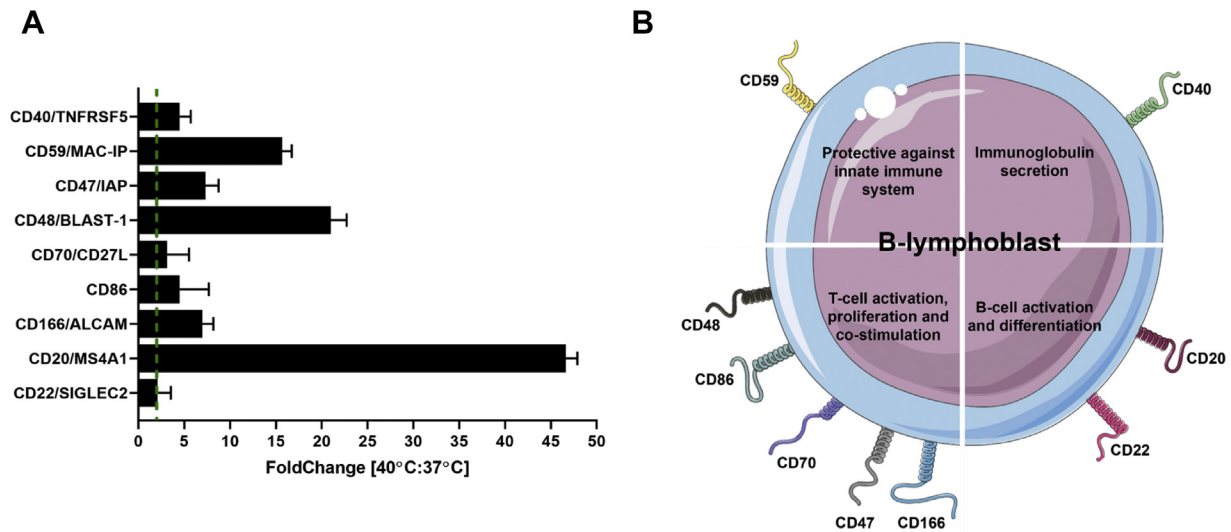 A
CD40/TNFRSF5
CD59/MAC-IP
CD47/IAP
CD48/BLAST-1
CD70/CD27L
CD86
CD166/ALCAM
CD20/MS4A1
CD22/SIGLEC2
0 5 10 15 20 25 30 35 40 45 50
FoldChange [40°C:37°C]
B
CD59
CD40
Protective against
innate immune
system
Immunoglobulin
secretion
B-lymphoblast
T-cell activation,
proliferation and
co-stimulation
B-cell activation
and differentiation
CD48
CD86
CD70
CD47
CD166
CD20
CD22